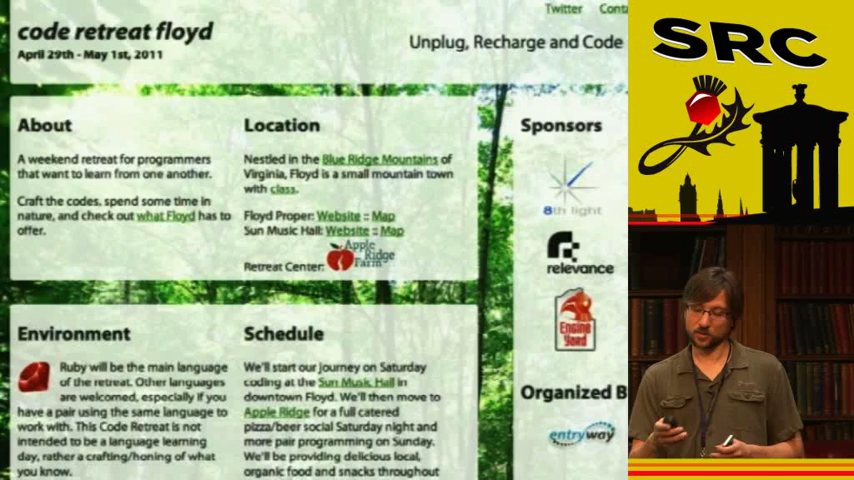 Twitter
code retreat floyd
April 29th - May 1st, 2011
Unplug, Recharge and Code
About
A weekend retreat for programmers
that want to learn from one another.
Craft the codes, spend some time in
nature, and check out what Floyd has to
offer.
Location
Nestled in the Blue Ridge Mountains of
Virginia, Floyd is a small mountain town
with class.
Floyd Proper: Website :: Map
Sun Music Hall: Website :: Map
Retreat Center: Apple
Ridge
Farm
Sponsors
8th light
relevance
Engine
Yard
Organized B
entryway
Environment
Ruby will be the main language
of the retreat. Other languages
are welcomed, especially if you
have a pair using the same language to
work with. This Code Retreat is not
intended to be a language learning
day, rather a crafting/honing of what
you know.
Schedule
We'll start our journey on Saturday
coding at the Sun Music Hall in
downtown Floyd. We'll then move to
Apple Ridge for a full catered
pizza/beer social Saturday night and
more pair programming on Sunday.
We'll be providing delicious local,
organic food and snacks throughout
SRC